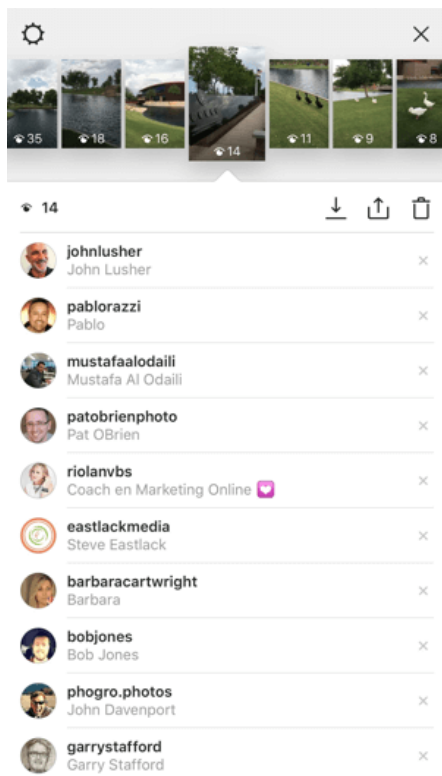 35
18
16
14
11
9
8
14
johnlusher
John Lusher
pablorazzi
Pablo
mustafaalodaili
Mustafa Al Odaili
patobrienphoto
Pat OBrien
riolanvbs
Coach en Marketing Online 💟
eastlackmedia
Steve Eastlack
barbaracartwright
Barbara
bobjones
Bob Jones
phogro.photos
John Davenport
garrystafford
Garry Stafford